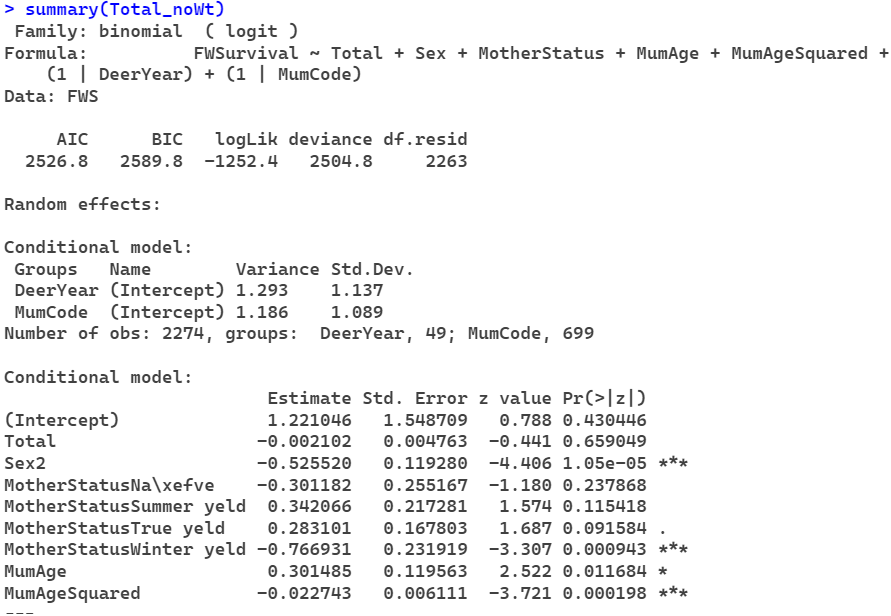 > summary(Total_noWt)
 Family: binomial  ( logit )
Formula:          FWSurvival ~ Total + Sex + MotherStatus + MumAge + MumAgeSquared +
    (1 | DeerYear) + (1 | MumCode)
Data: FWS
     AIC      BIC   logLik deviance df.resid
  2526.8   2589.8  -1252.4   2504.8     2263
Random effects:
Conditional model:
 Groups   Name        Variance Std.Dev.
 DeerYear (Intercept) 1.293    1.137
 MumCode  (Intercept) 1.186    1.089
Number of obs: 2274, groups:  DeerYear, 49; MumCode, 699
Conditional model:
                         Estimate Std. Error z value Pr(>|z|)
(Intercept)              1.221046   1.548709   0.788 0.430446
Total                   -0.002102   0.004763  -0.441 0.659049
Sex2                    -0.525520   0.119280  -4.406 1.05e-05 ***
MotherStatusNa\xefve    -0.301182   0.255167  -1.180 0.237868
MotherStatusSummer yeld  0.342066   0.217281   1.574 0.115418
MotherStatusTrue yeld    0.283101   0.167803   1.687 0.091584 .
MotherStatusWinter yeld -0.766931   0.231919  -3.307 0.000943 ***
MumAge                   0.301485   0.119563   2.522 0.011684 *
MumAgeSquared           -0.022743   0.006111  -3.721 0.000198 ***
---